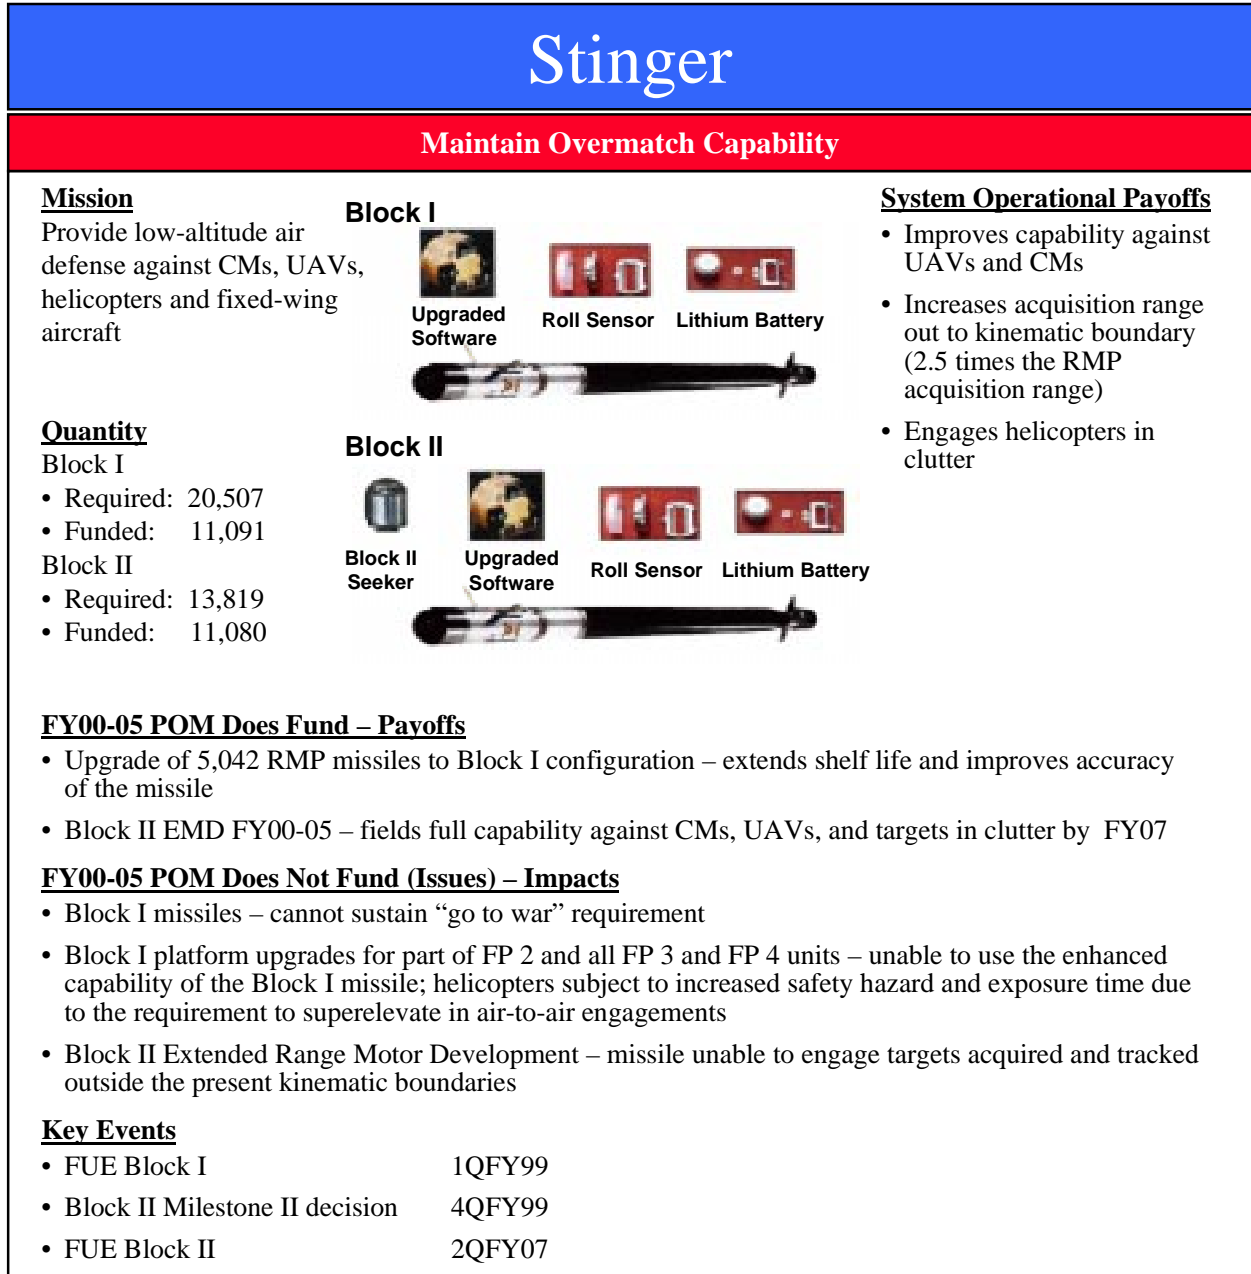 Stinger
Maintain Overmatch Capability
Mission
Provide low-altitude air
defense against CMs, UAVs,
helicopters and fixed-wing
aircraft
Quantity
Block I
• Required: 20,507
• Funded: 11,091
Block II
• Required: 13,819
• Funded: 11,080
Block I
Upgraded
Software
Roll Sensor
Lithium Battery
Block II
Block II
Seeker
Upgraded
Software
Roll Sensor
Lithium Battery
System Operational Payoffs
• Improves capability against
UAVs and CMs
• Increases acquisition range
out to kinematic boundary
(2.5 times the RMP
acquisition range)
• Engages helicopters in
clutter
FY00-05 POM Does Fund – Payoffs
• Upgrade of 5,042 RMP missiles to Block I configuration – extends shelf life and improves accuracy
of the missile
• Block II EMD FY00-05 – fields full capability against CMs, UAVs, and targets in clutter by FY07
FY00-05 POM Does Not Fund (Issues) – Impacts
• Block I missiles – cannot sustain “go to war” requirement
• Block I platform upgrades for part of FP 2 and all FP 3 and FP 4 units – unable to use the enhanced
capability of the Block I missile; helicopters subject to increased safety hazard and exposure time due
to the requirement to superelevate in air-to-air engagements
• Block II Extended Range Motor Development – missile unable to engage targets acquired and tracked
outside the present kinematic boundaries
Key Events
• FUE Block I 1QFY99
• Block II Milestone II decision 4QFY99
• FUE Block II 2QFY07